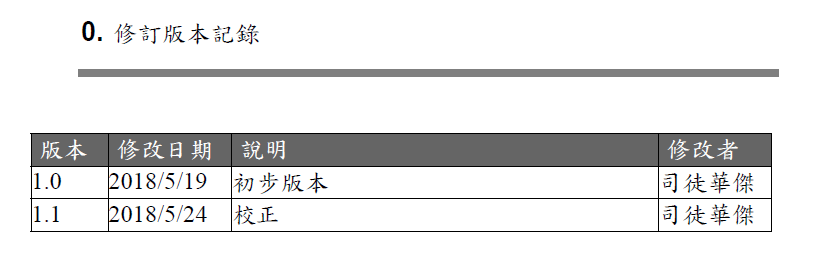 0. 修訂版本記錄
版本 修改日期 說明 修改者
1.0 2018/5/19 初步版本 司徒華傑
1.1 2018/5/24 校正 司徒華傑